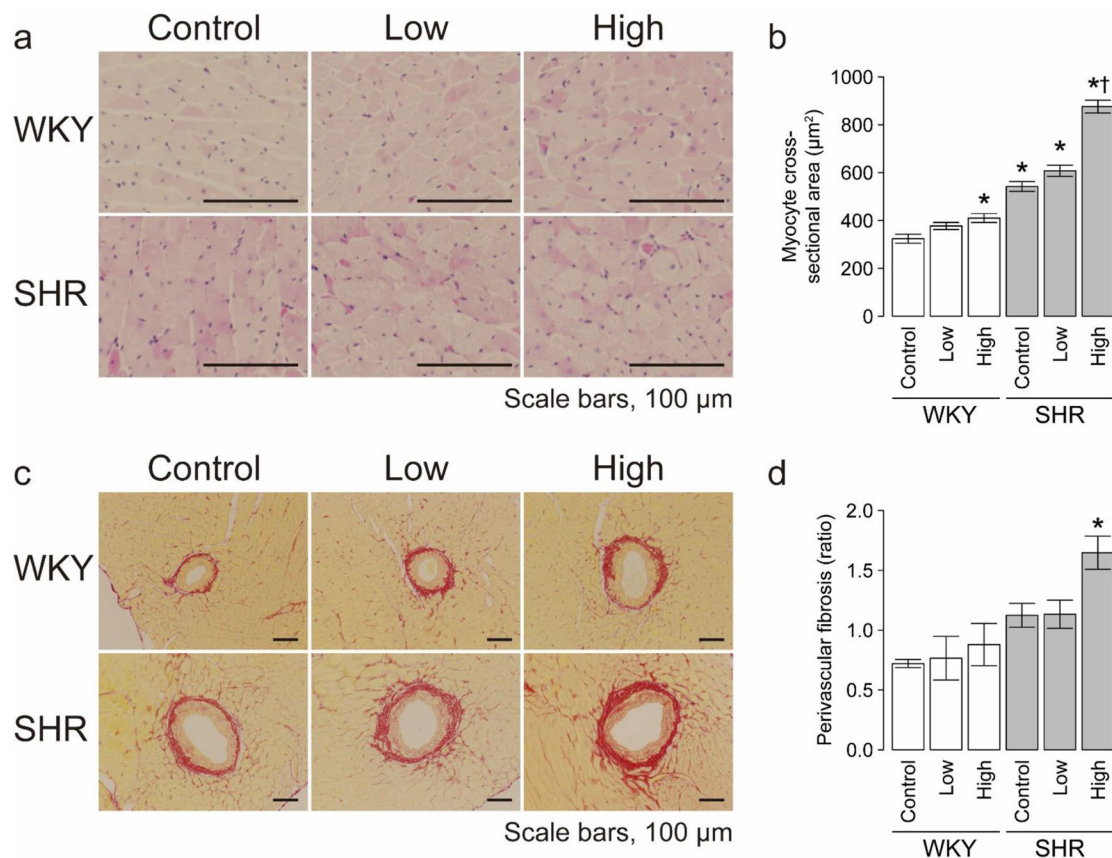 a
Control Low High
WKY
SHR
Scale bars, 100 µm
b
Myocyte cross-
sectional area (µm²)
1000
800
600
400
200
0
* * * *†
Control Low High Control Low High
WKY SHR
c
Control Low High
WKY
SHR
Scale bars, 100 µm
d
Perivascular fibrosis (ratio)
2.0
1.5
1.0
0.5
0.0
*
Control Low High Control Low High
WKY SHR